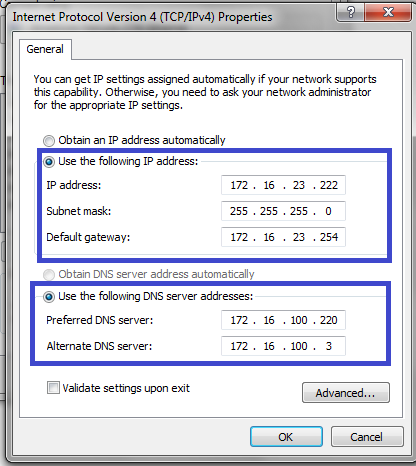 Internet Protocol Version 4 (TCP/IPv4) Properties
General
You can get IP settings assigned automatically if your network supports
this capability. Otherwise, you need to ask your network administrator
for the appropriate IP settings.
Obtain an IP address automatically
Use the following IP address:
IP address: 172 . 16 . 23 . 222
Subnet mask: 255 . 255 . 255 . 0
Default gateway: 172 . 16 . 23 . 254
Obtain DNS server address automatically
Use the following DNS server addresses:
Preferred DNS server: 172 . 16 . 100 . 220
Alternate DNS server: 172 . 16 . 100 . 3
Validate settings upon exit
Advanced...
OK Cancel